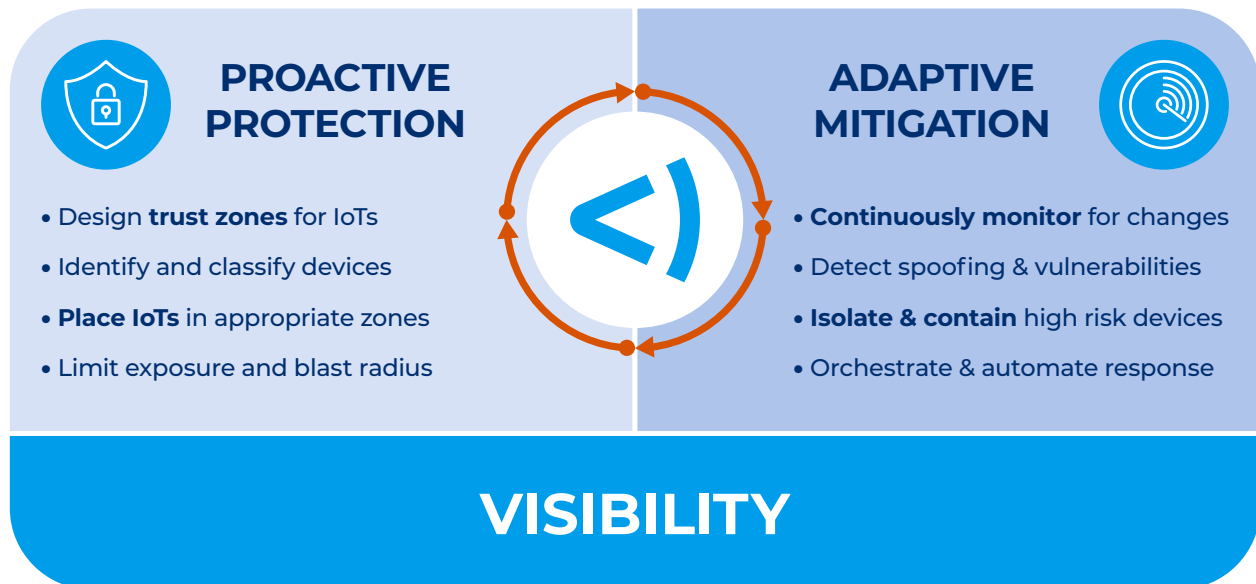 PROACTIVE
PROTECTION
• Design trust zones for IoTs
• Identify and classify devices
• Place IoTs in appropriate zones
• Limit exposure and blast radius
ADAPTIVE
MITIGATION
• Continuously monitor for changes
• Detect spoofing & vulnerabilities
• Isolate & contain high risk devices
• Orchestrate & automate response
VISIBILITY